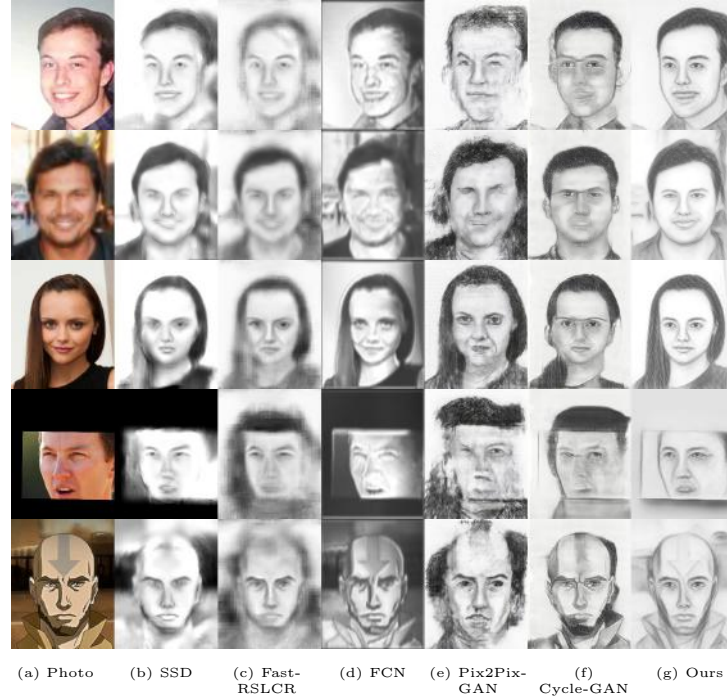 (a) Photo (b) SSD (c) Fast- (d) FCN (e) Pix2Pix- (f) (g) Ours
RSLCR GAN Cycle-GAN